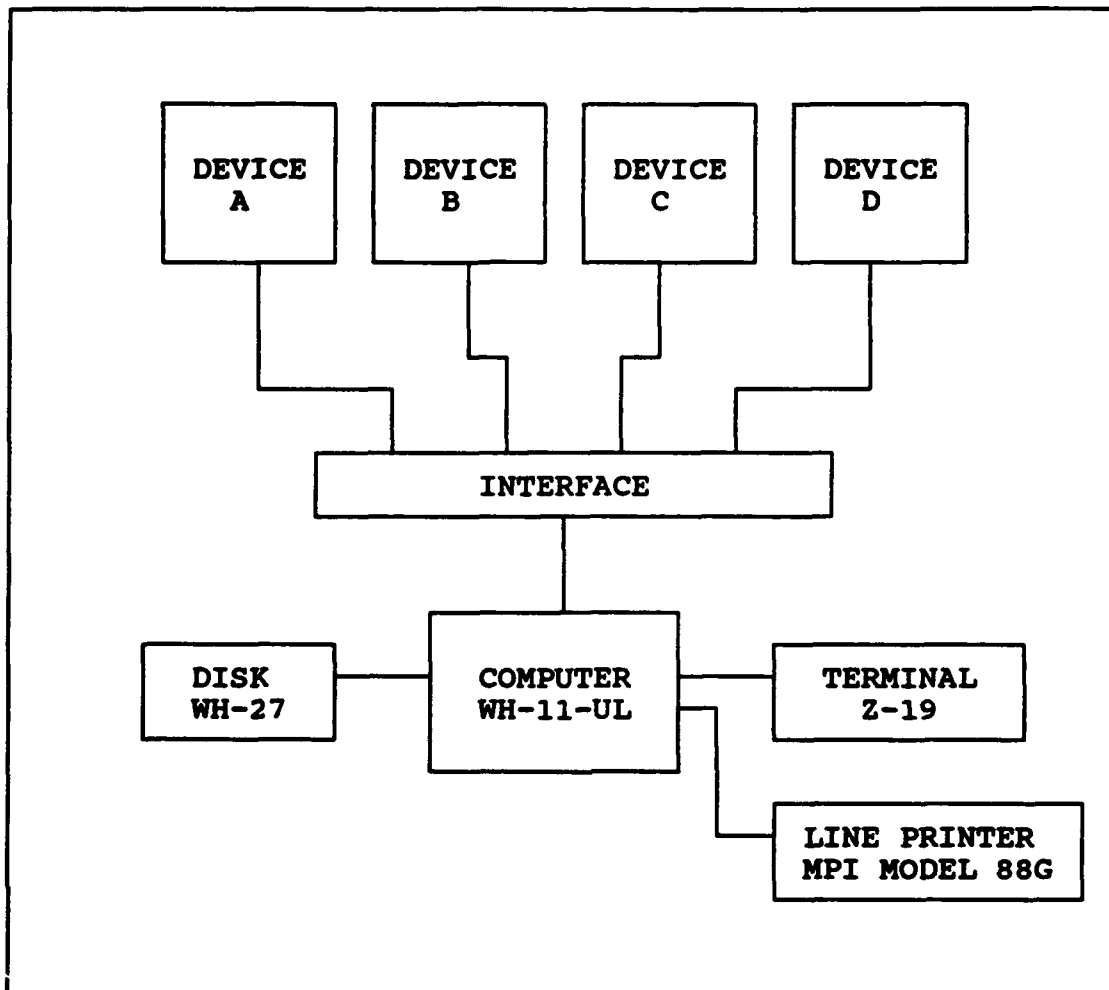 DEVICE
A
DEVICE
B
DEVICE
C
DEVICE
D
INTERFACE
DISK
WH-27
COMPUTER
WH-11-UL
TERMINAL
Z-19
LINE PRINTER
MPI MODEL 88G